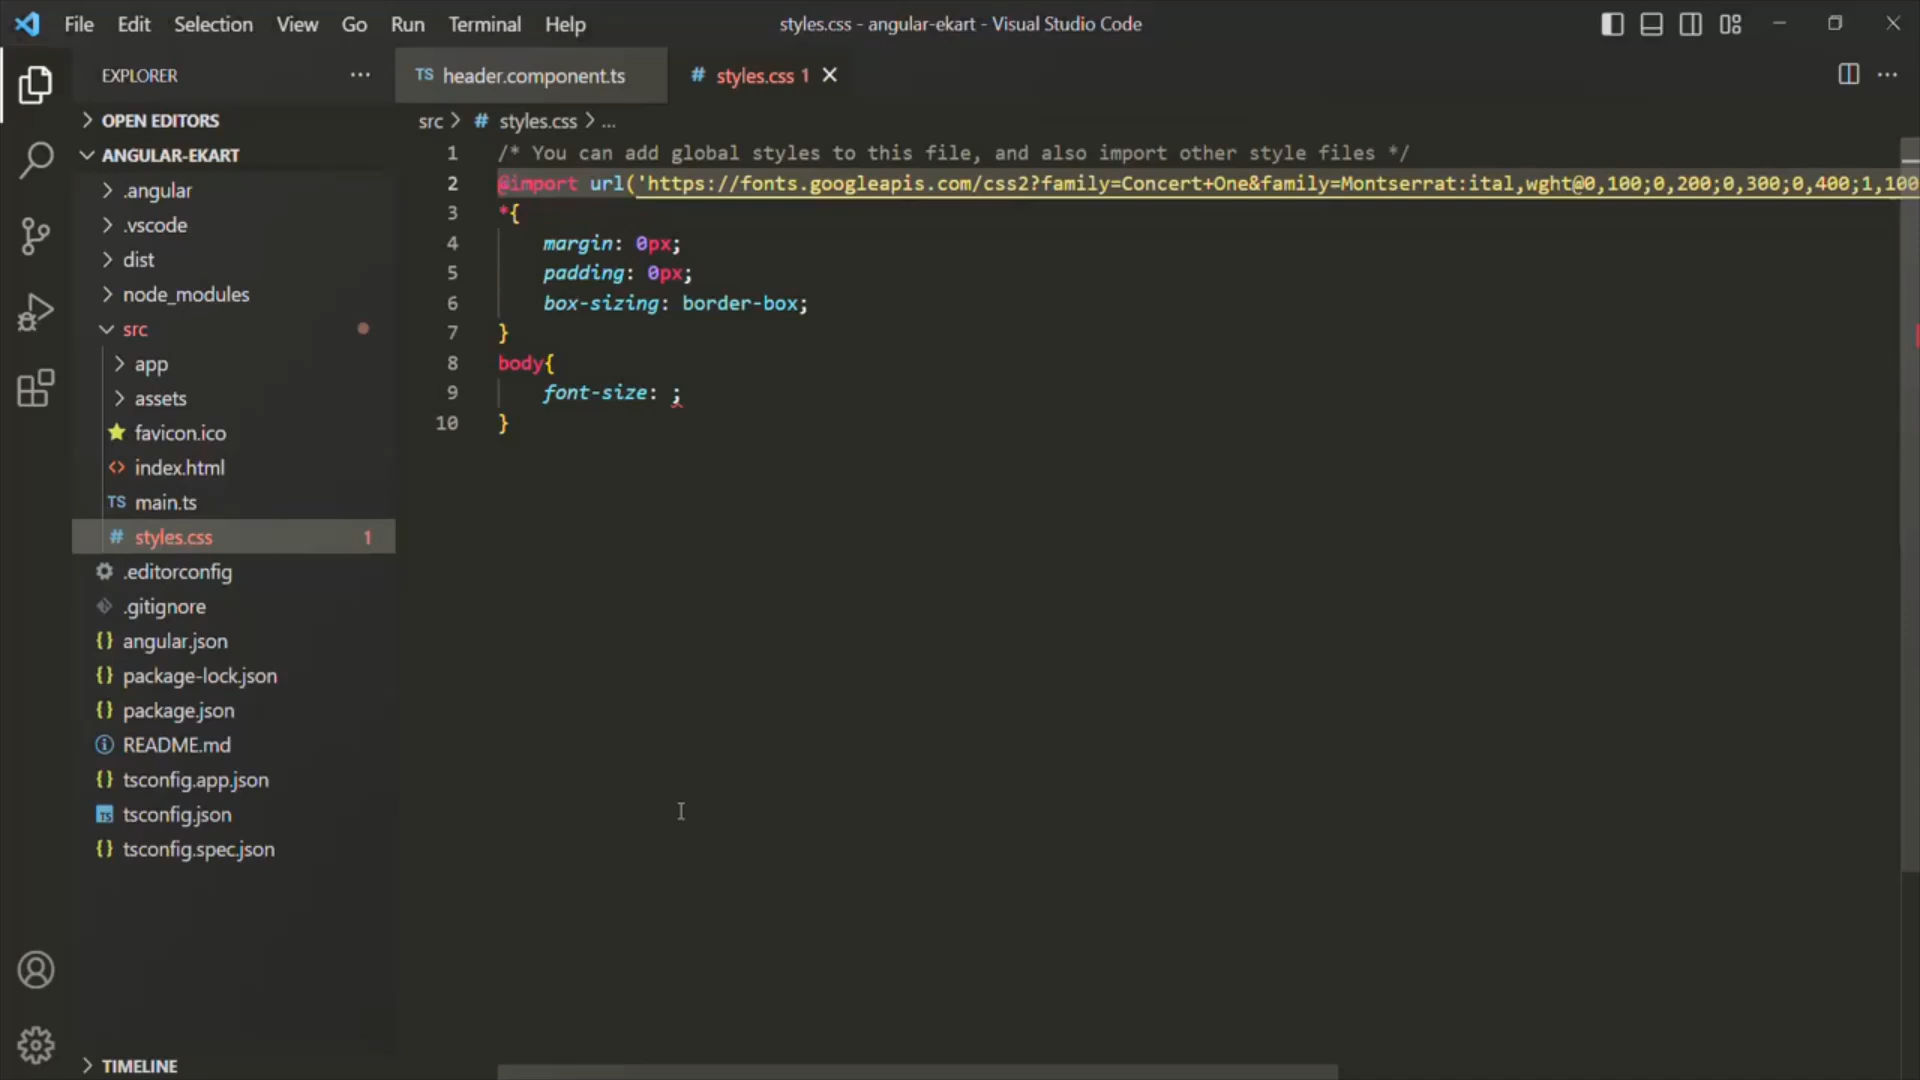 File Edit Selection View Go Run Terminal Help
styles.css - angular-ekart - Visual Studio Code
EXPLORER
TS header.component.ts
# styles.css 1
OPEN EDITORS
src > # styles.css > ...
ANGULAR-EKART
.angular
.vscode
dist
node_modules
src
app
assets
favicon.ico
<> index.html
TS main.ts
# styles.css 1
.editorconfig
.gitignore
{} angular.json
{} package-lock.json
{} package.json
README.md
{} tsconfig.app.json
TS tsconfig.json
{} tsconfig.spec.json
TIMELINE
1 /* You can add global styles to this file, and also import other style files */
2 @import url('https://fonts.googleapis.com/css2?family=Concert+One&family=Montserrat:ital,wght@0,100;0,200;0,300;0,400;1,100
3 *{
4 margin: 0px;
5 padding: 0px;
6 box-sizing: border-box;
7 }
8 body{
9 font-size: ;
10 }